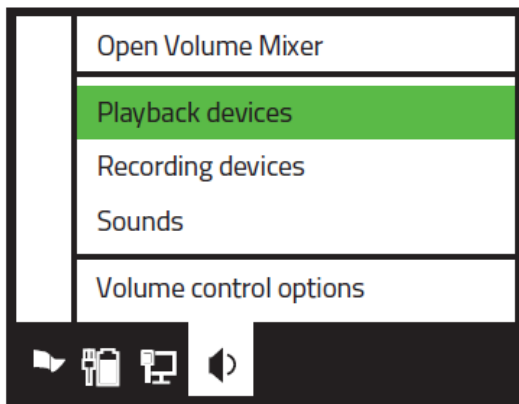 Open Volume Mixer
Playback devices
Recording devices
Sounds
Volume control options